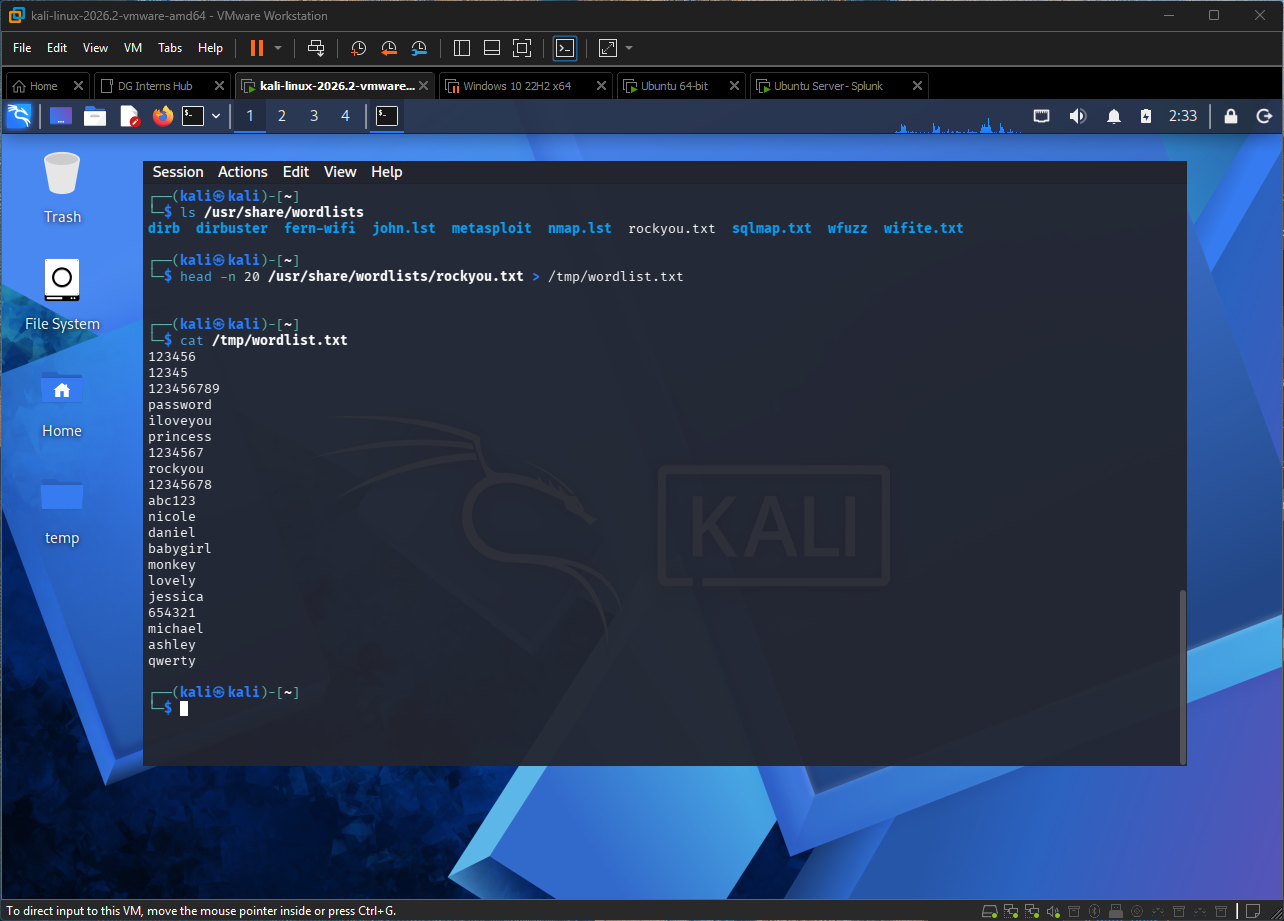 kali-linux-2026.2-vmware-amd64 - VMware Workstation
File Edit View VM Tabs Help
Home DG Interns Hub kali-linux-2026.2-vmware... Windows 10 22H2 x64 Ubuntu 64-bit Ubuntu Server- Splunk
1 2 3 4 2:33
Trash
File System
Home
temp
Session Actions Edit View Help
┌──(kali㉿kali)-[~]
└─$ ls /usr/share/wordlists
dirb dirbuster fern-wifi john.lst metasploit nmap.lst rockyou.txt sqlmap.txt wfuzz wifite.txt
┌──(kali㉿kali)-[~]
└─$ head -n 20 /usr/share/wordlists/rockyou.txt > /tmp/wordlist.txt
┌──(kali㉿kali)-[~]
└─$ cat /tmp/wordlist.txt
123456
12345
123456789
password
iloveyou
princess
1234567
rockyou
12345678
abc123
nicole
daniel
babygirl
monkey
lovely
jessica
654321
michael
ashley
qwerty
┌──(kali㉿kali)-[~]
└─$
KALI
To direct input to this VM, move the mouse pointer inside or press Ctrl+G.